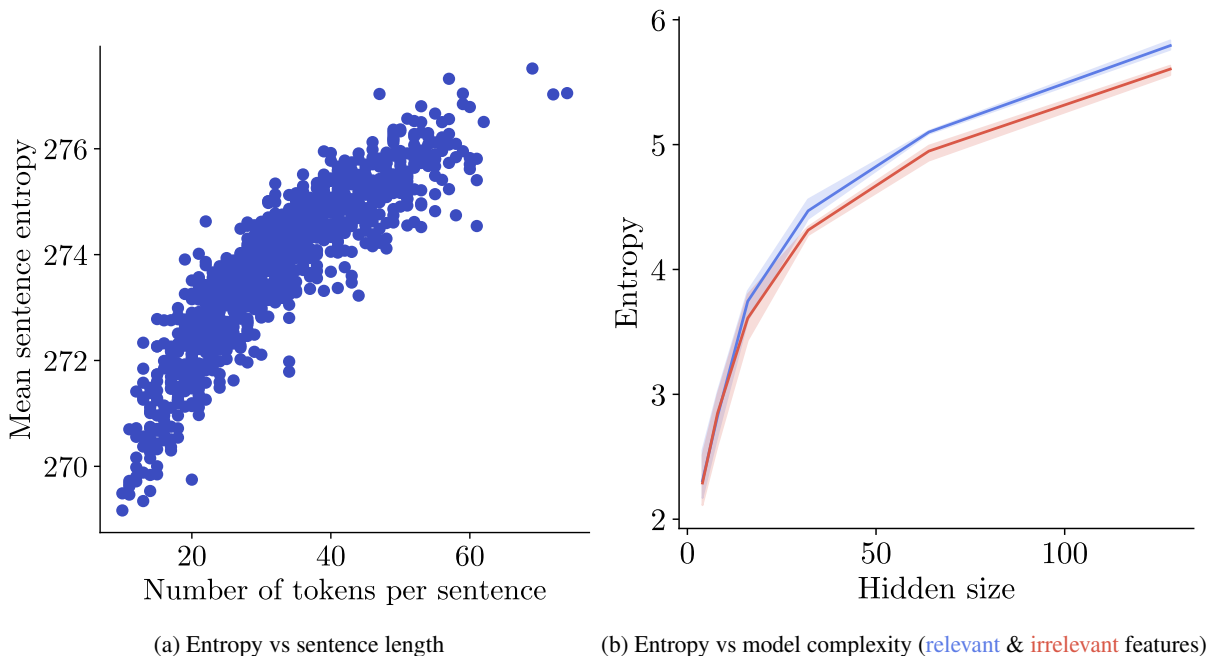 Mean sentence entropy
276
274
272
270
20
40
60
Number of tokens per sentence
(a) Entropy vs sentence length
Entropy
6
5
4
3
2
0
50
100
Hidden size
(b) Entropy vs model complexity (relevant & irrelevant features)